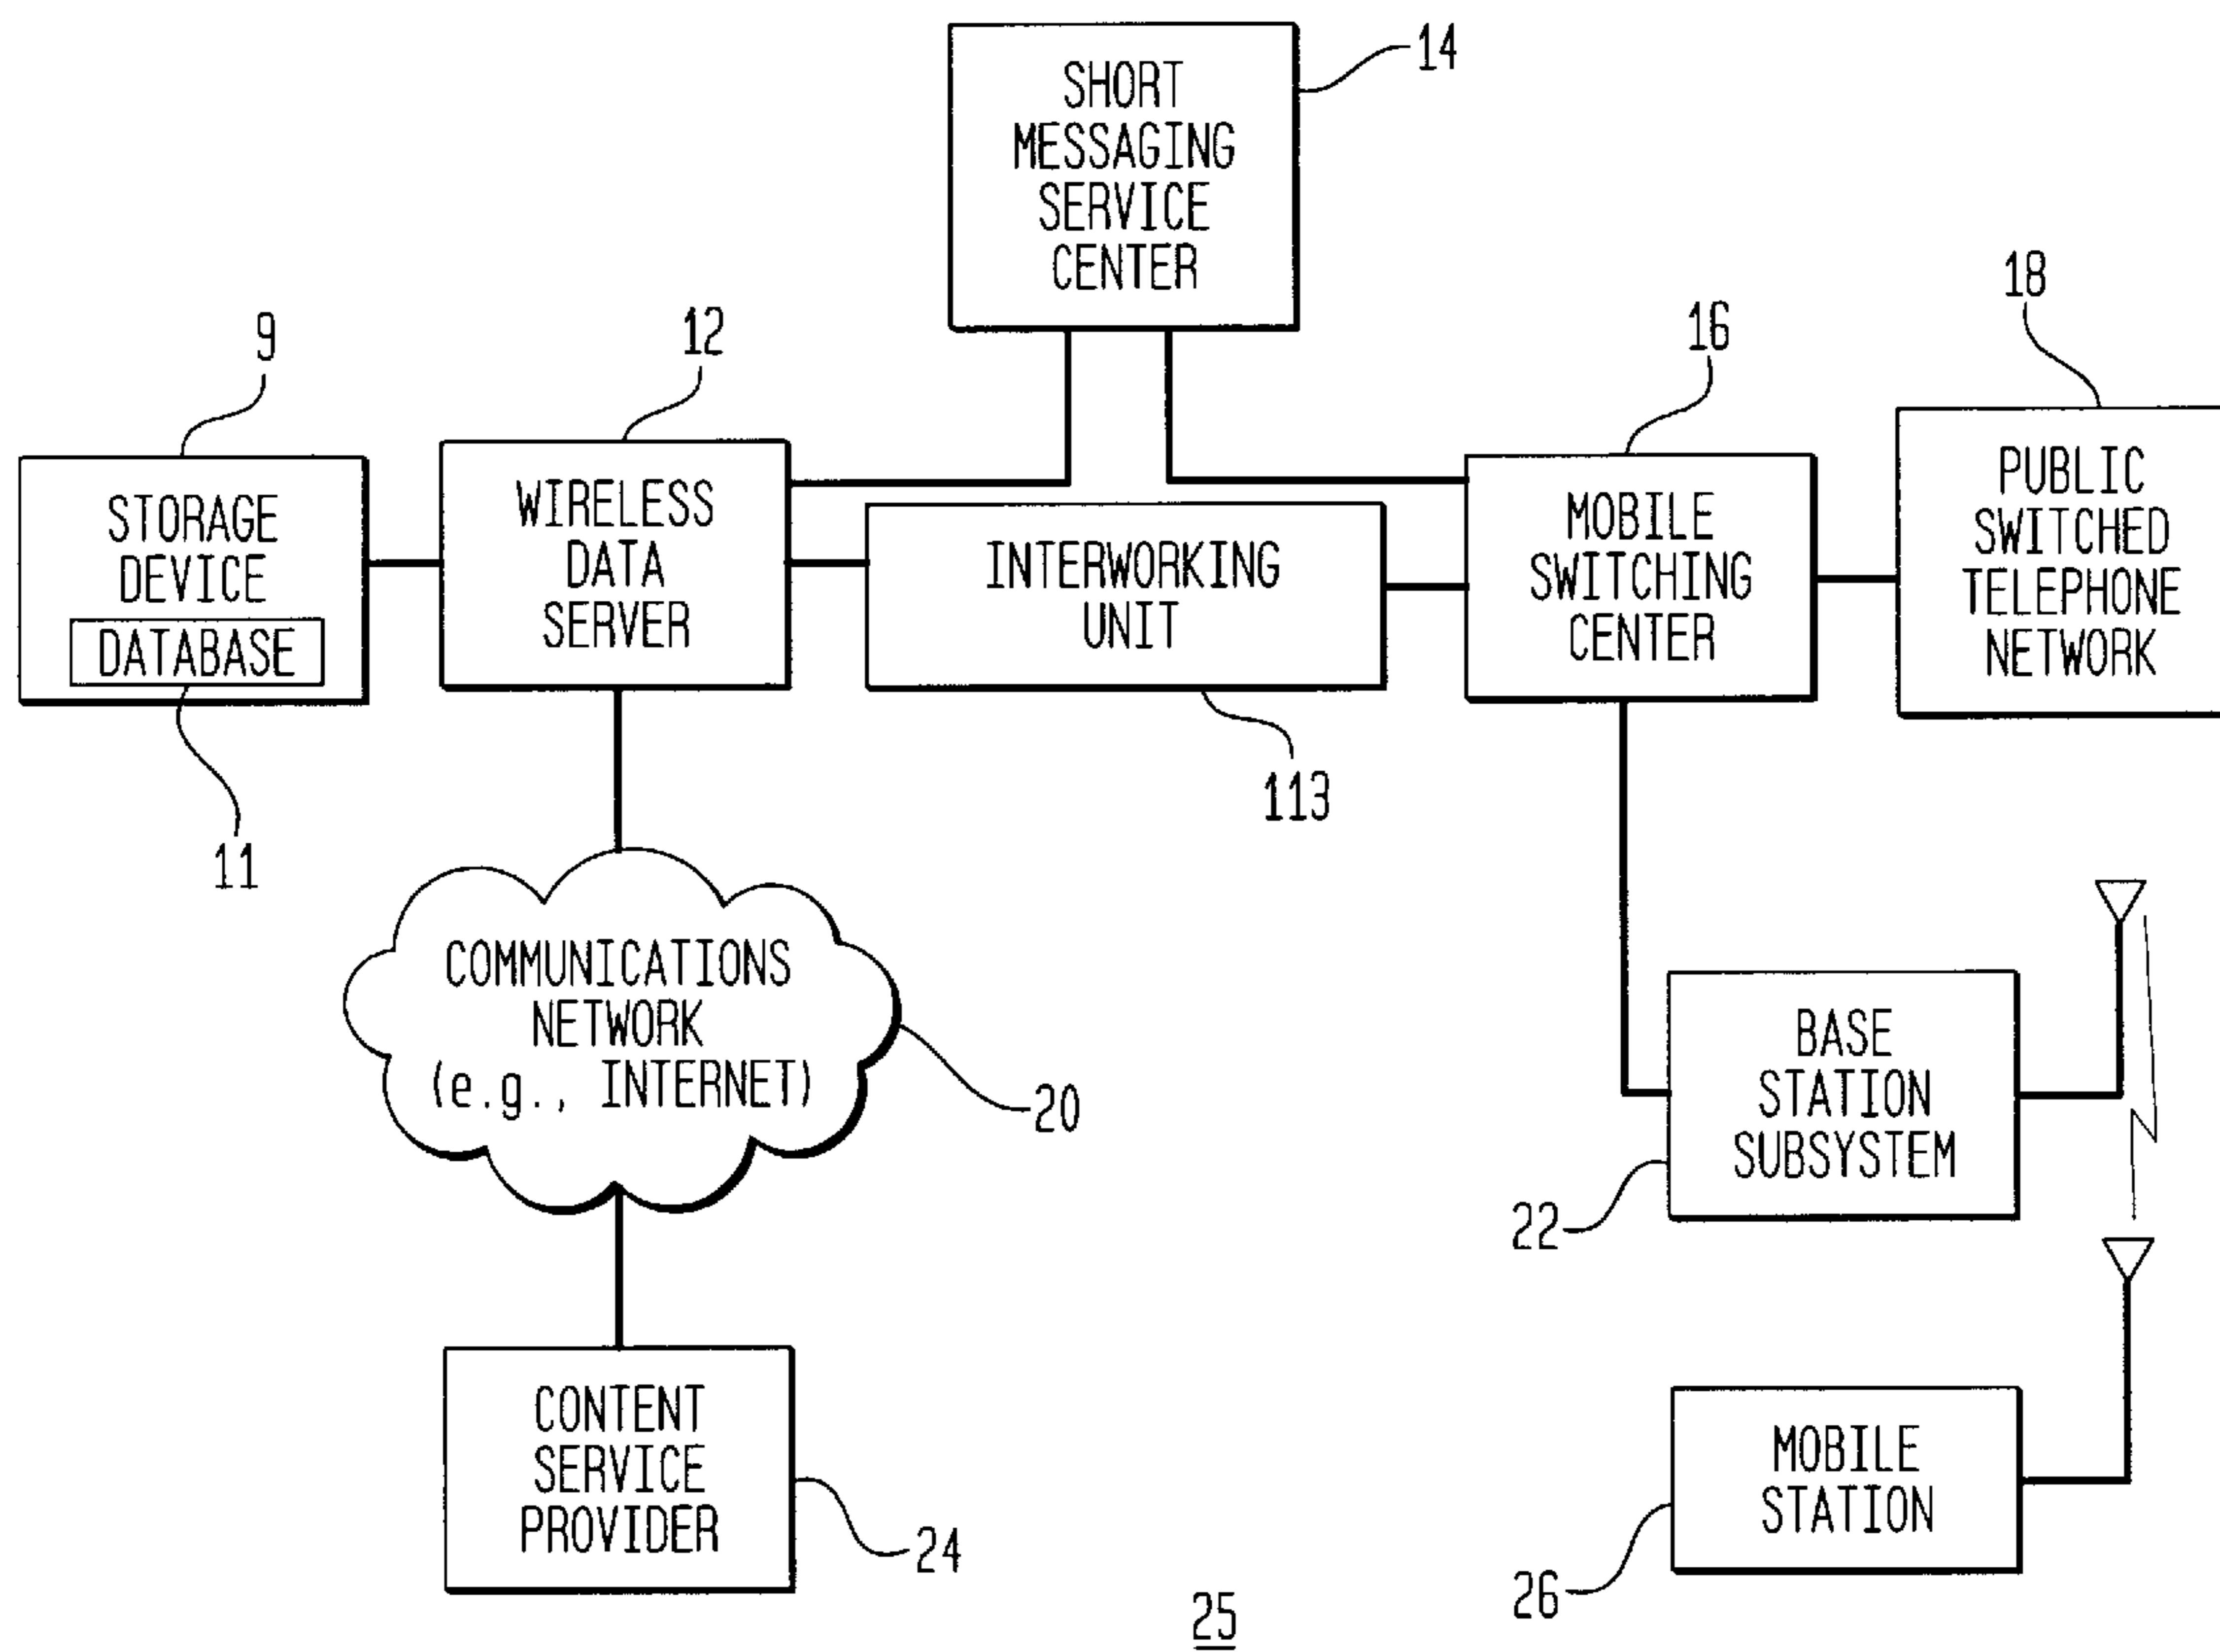 SHORT
MESSAGING
SERVICE
CENTER
14
9
12
16
18
STORAGE
DEVICE
DATABASE
11
WIRELESS
DATA
SERVER
INTERWORKING
UNIT
113
MOBILE
SWITCHING
CENTER
PUBLIC
SWITCHED
TELEPHONE
NETWORK
COMMUNICATIONS
NETWORK
(e.g., INTERNET)
20
BASE
STATION
SUBSYSTEM
22
CONTENT
SERVICE
PROVIDER
24
MOBILE
STATION
26
25